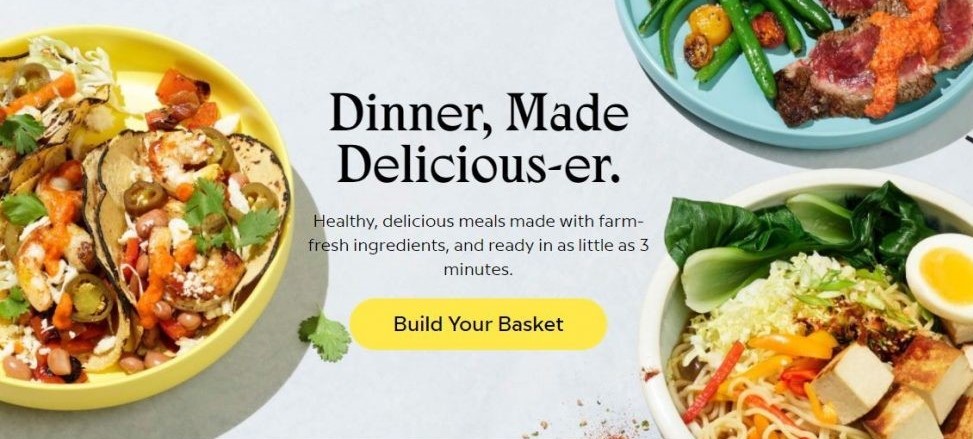 Dinner, Made
Delicious-er.
Healthy, delicious meals made with farm-
fresh ingredients, and ready in as little as 3
minutes.
Build Your Basket